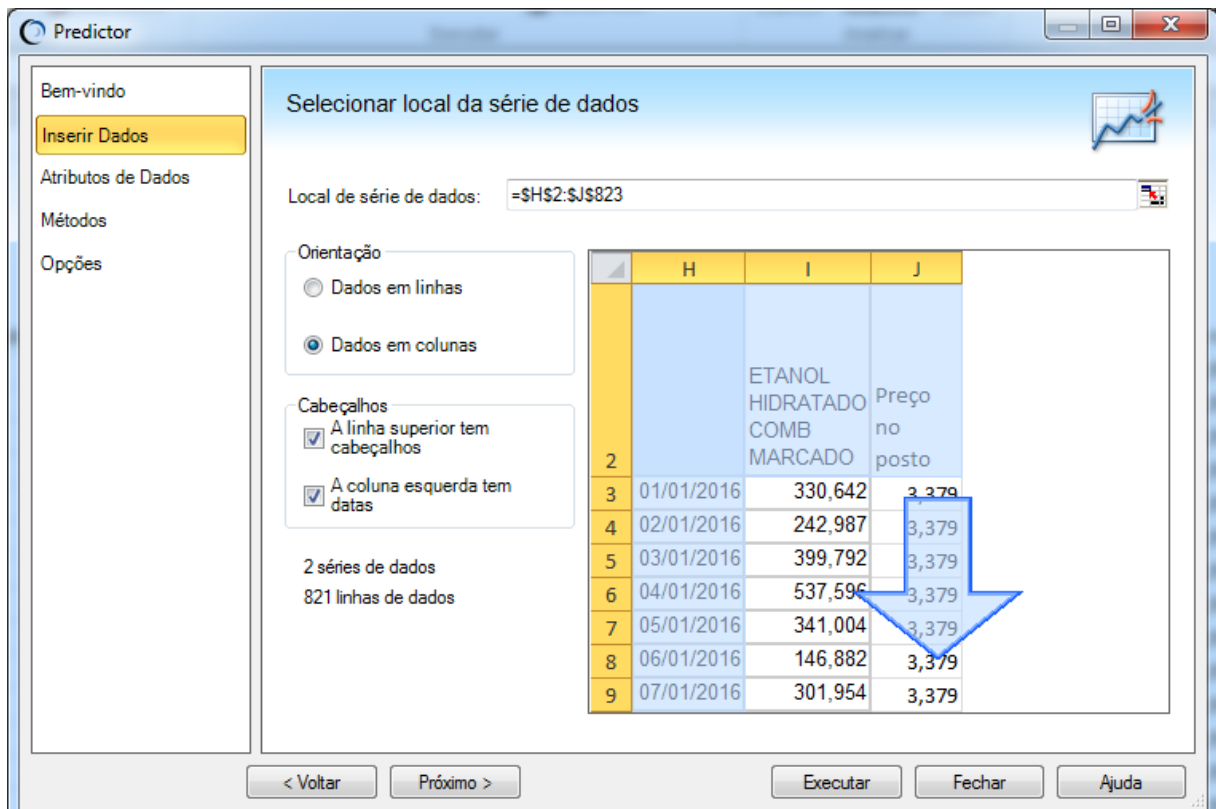 Predictor
Bem-vindo
Inserir Dados
Atributos de Dados
Métodos
Opções
Selecionar local da série de dados
Local de série de dados: =$H$2:$J$823
Orientação
Dados em linhas
Dados em colunas
Cabeçalhos
A linha superior tem
cabeçalhos
A coluna esquerda tem
datas
2 séries de dados
821 linhas de dados
H I J
2 ETANOL HIDRATADO COMB MARCADO Preço no posto
3 01/01/2016 330,642 3,379
4 02/01/2016 242,987 3,379
5 03/01/2016 399,792 3,379
6 04/01/2016 537,596 3,379
7 05/01/2016 341,004 3,379
8 06/01/2016 146,882 3,379
9 07/01/2016 301,954 3,379
< Voltar Próximo > Executar Fechar Ajuda